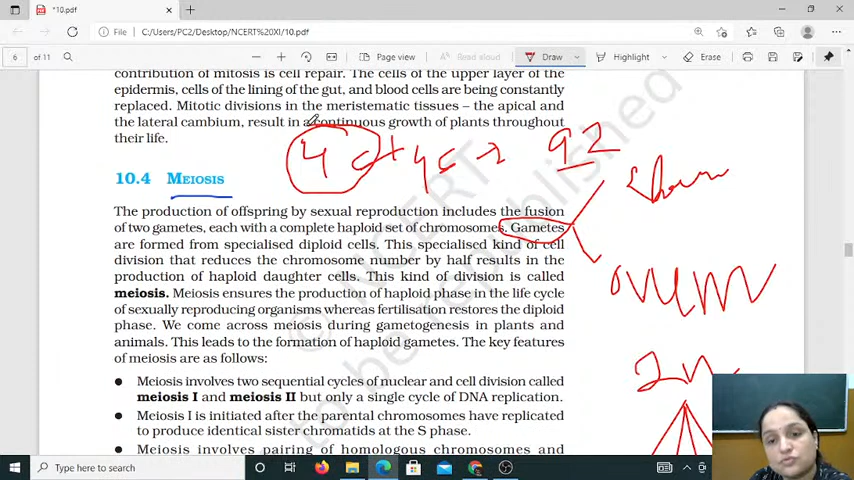 *10.pdf
File | C:/Users/PC2/Desktop/NCERT%20XI/10.pdf
6 of 11
Page view
Read aloud
Draw
Highlight
Erase
contribution of mitosis is cell repair. The cells of the upper layer of the
epidermis, cells of the lining of the gut, and blood cells are being constantly
replaced. Mitotic divisions in the meristematic tissues – the apical and
the lateral cambium, result in a continuous growth of plants throughout
their life.
92
10.4 MEIOSIS
The production of offspring by sexual reproduction includes the fusion
of two gametes, each with a complete haploid set of chromosomes. Gametes
are formed from specialised diploid cells. This specialised kind of cell
division that reduces the chromosome number by half results in the
production of haploid daughter cells. This kind of division is called
meiosis. Meiosis ensures the production of haploid phase in the life cycle
of sexually reproducing organisms whereas fertilisation restores the diploid
phase. We come across meiosis during gametogenesis in plants and
animals. This leads to the formation of haploid gametes. The key features
of meiosis are as follows:
ovum
2n
● Meiosis involves two sequential cycles of nuclear and cell division called
meiosis I and meiosis II but only a single cycle of DNA replication.
● Meiosis I is initiated after the parental chromosomes have replicated
to produce identical sister chromatids at the S phase.
● Meiosis involves pairing of homologous chromosomes and
© NCERT
to be republished
Type here to search